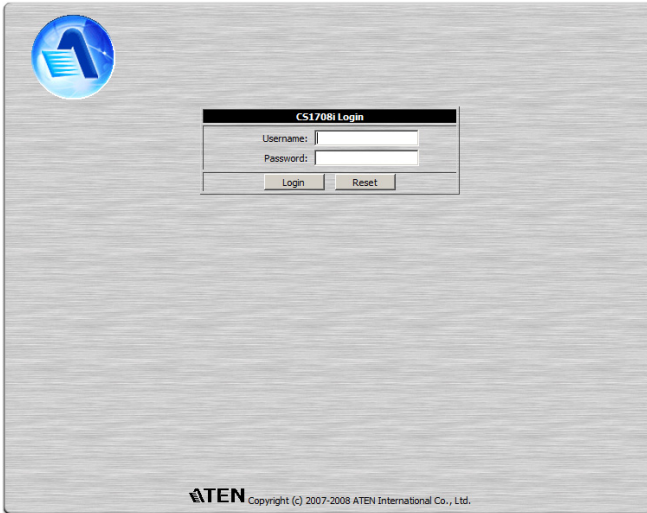 CS1708i Login
Username:
Password:
Login Reset
ATEN Copyright (c) 2007-2008 ATEN International Co., Ltd.